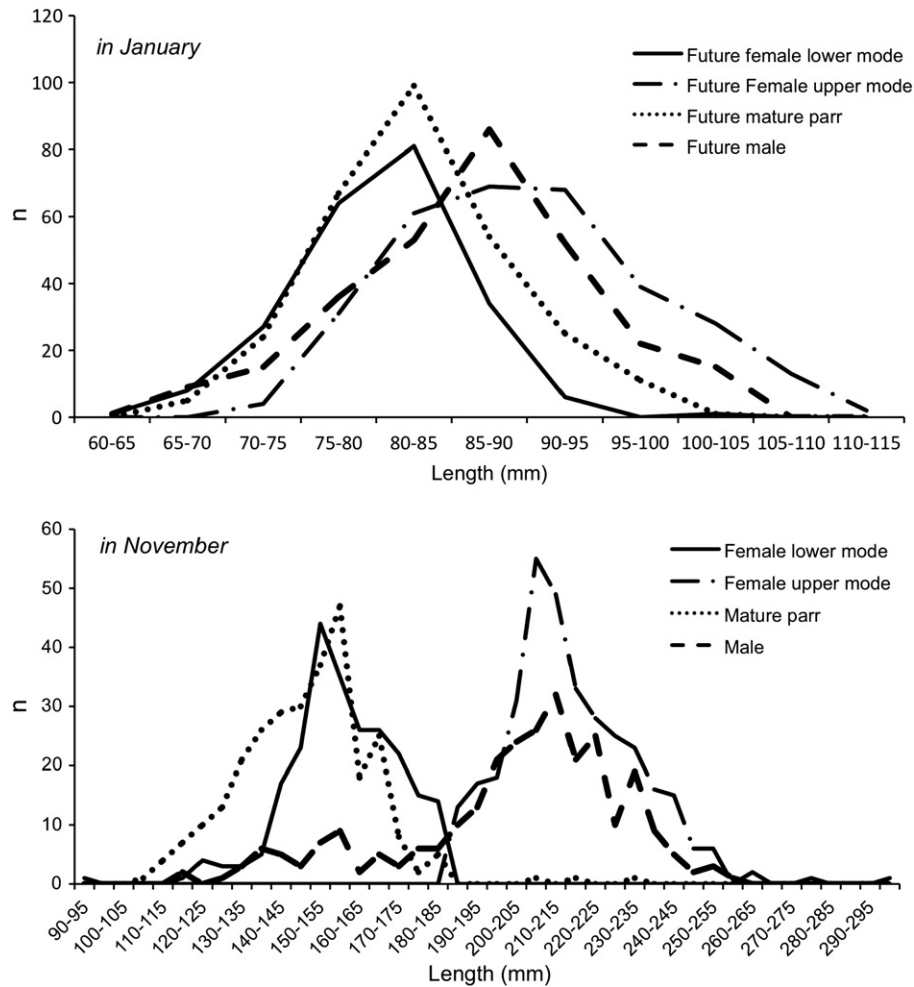 120
100
80
60
40
20
0
n
in January
Future female lower mode
Future Female upper mode
Future mature parr
Future male
60-65 65-70 70-75 75-80 80-85 85-90 90-95 95-100 100-105 105-110 110-115
Length (mm)
60
50
40
30
20
10
0
n
in November
Female lower mode
Female upper mode
Mature parr
Male
90-95 100-105 110-115 120-125 130-135 140-145 150-155 160-165 170-175 180-185 190-195 200-205 210-215 220-225 230-235 240-245 250-255 260-265 270-275 280-285 290-295
Length (mm)